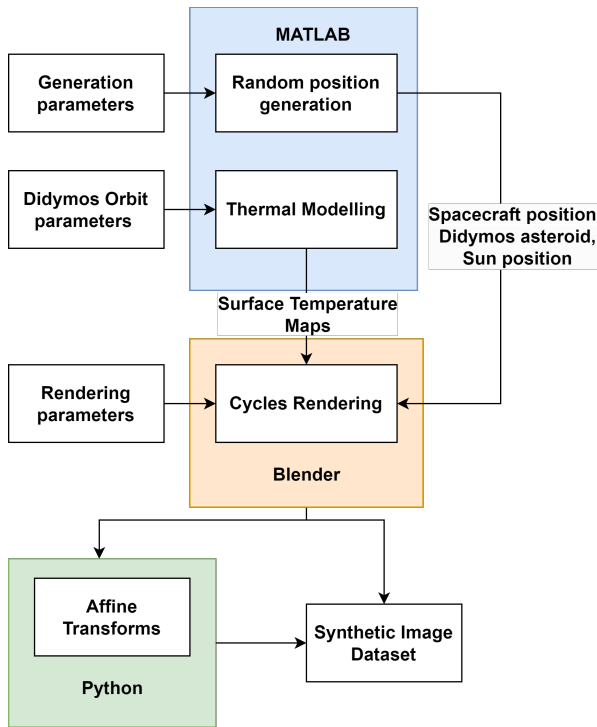 MATLAB
Generation
parameters
Random position
generation
Didymos Orbit
parameters
Thermal Modelling
Spacecraft position
Didymos asteroid,
Sun position
Surface Temperature
Maps
Rendering
parameters
Cycles Rendering
Blender
Affine
Transforms
Python
Synthetic Image
Dataset